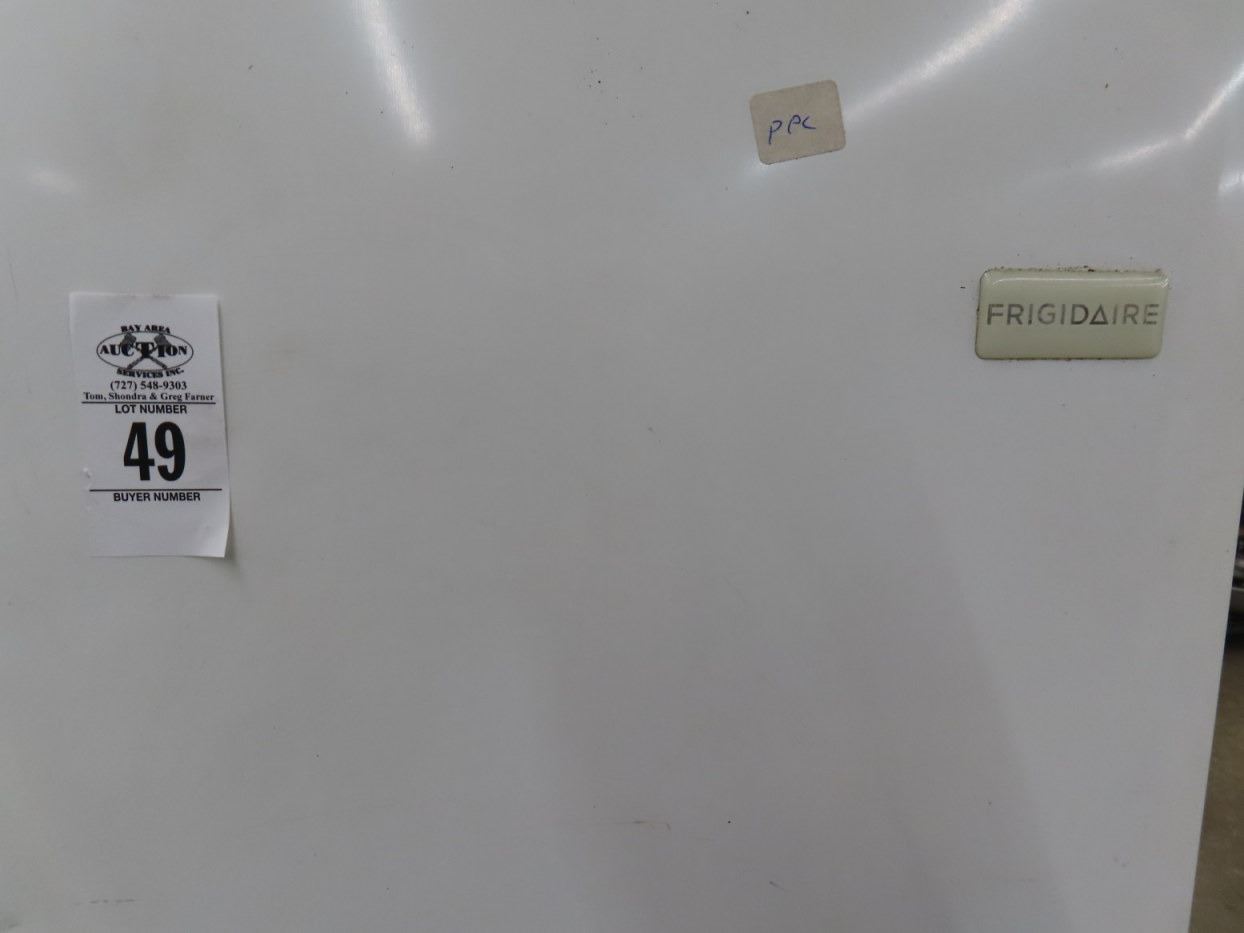 PPC
FRIGIDAIRE
BAY AREA
AUCTION
SERVICES INC.
(727) 548-9303
Tom, Shondra & Greg Farner
LOT NUMBER
49
BUYER NUMBER